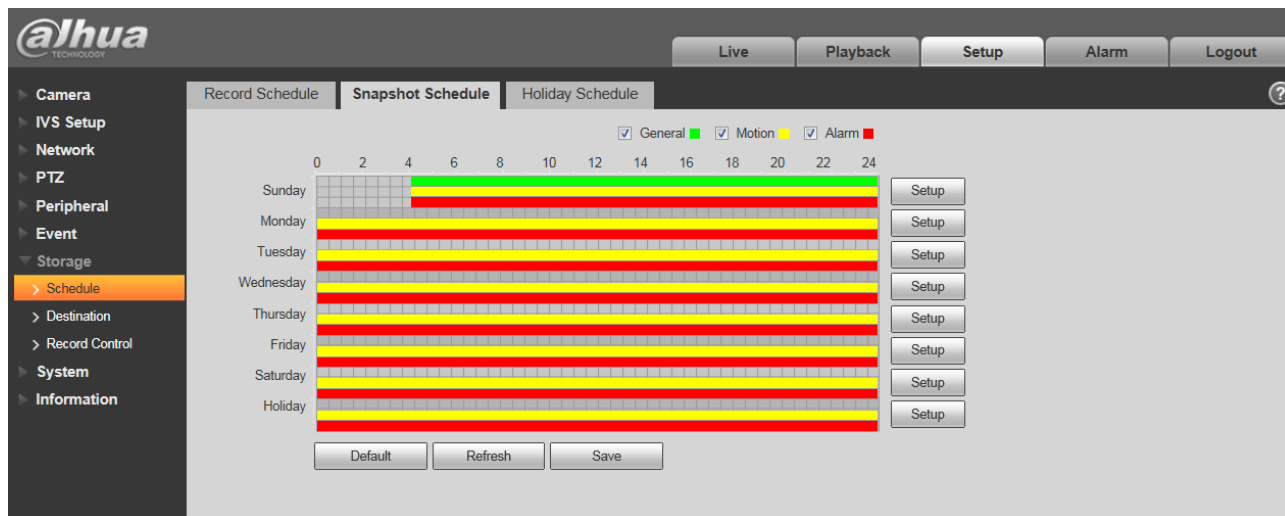 alhua
TECHNOLOGY
Live Playback Setup Alarm Logout
Camera
IVS Setup
Network
PTZ
Peripheral
Event
Storage
Schedule
Destination
Record Control
System
Information
Record Schedule Snapshot Schedule Holiday Schedule
?
General Motion Alarm
0 2 4 6 8 10 12 14 16 18 20 22 24
Sunday Setup
Monday Setup
Tuesday Setup
Wednesday Setup
Thursday Setup
Friday Setup
Saturday Setup
Holiday Setup
Default Refresh Save